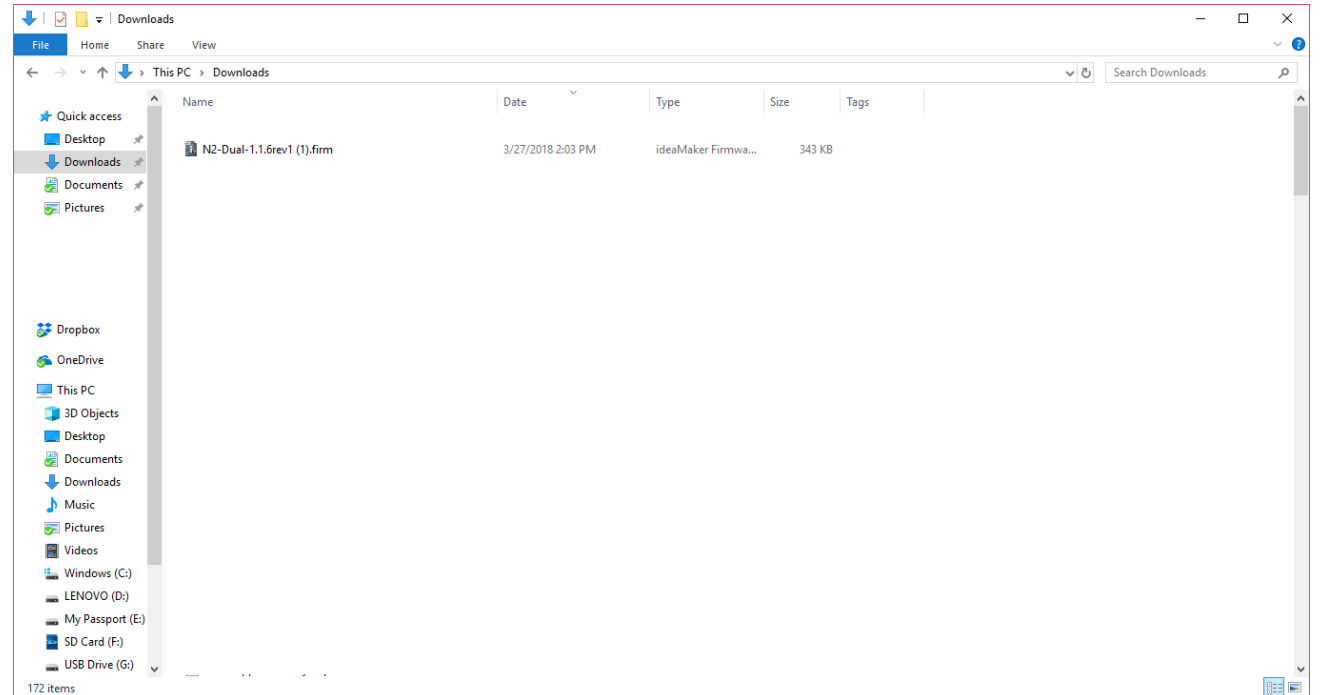 Downloads
File Home Share View
This PC > Downloads
Search Downloads
Name Date Type Size Tags
N2-Dual-1.1.6rev1 (1).firm 3/27/2018 2:03 PM ideaMaker Firmwa... 343 KB
Quick access
Desktop
Downloads
Documents
Pictures
Dropbox
OneDrive
This PC
3D Objects
Desktop
Documents
Downloads
Music
Pictures
Videos
Windows (C:)
LENOVO (D:)
My Passport (E:)
SD Card (F:)
USB Drive (G:)
172 items